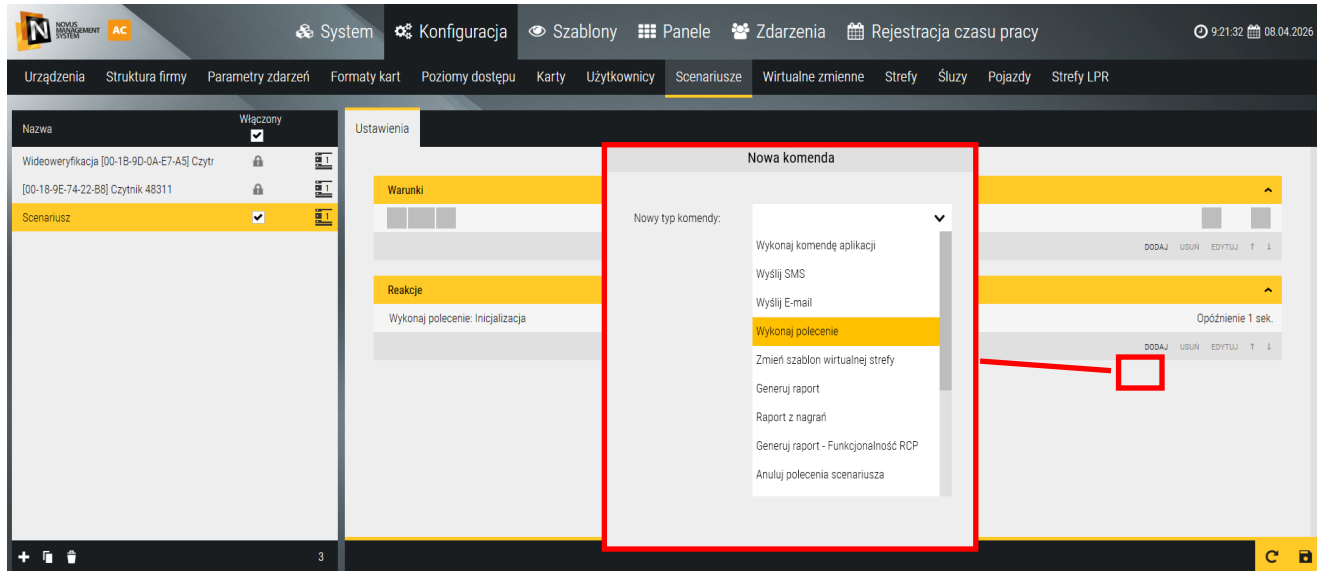 NOVUS
MANAGEMENT
SYSTEM
AC
System Konfiguracja Szablony Panele Zdarzenia Rejestracja czasu pracy 9:21:32 08.04.2026
Urządzenia Struktura firmy Parametry zdarzeń Formaty kart Poziomy dostępu Karty Użytkownicy Scenariusze Wirtualne zmienne Strefy Śluzy Pojazdy Strefy LPR
Nazwa Włączony
Wideoweryfikacja [00-1B-9D-0A-E7-A5] Czytr 1
[00-18-9E-74-22-B8] Czytnik 48311 1
Scenariusz 1
3
Ustawienia
Warunki
DODAJ USUŃ EDYTUJ ↑ ↓
Reakcje
Wykonaj polecenie: Inicjalizacja Opóźnienie 1 sek.
DODAJ USUŃ EDYTUJ ↑ ↓
Nowa komenda
Nowy typ komendy:
Wykonaj komendę aplikacji
Wyślij SMS
Wyślij E-mail
Wykonaj polecenie
Zmień szablon wirtualnej strefy
Generuj raport
Raport z nagrań
Generuj raport - Funkcjonalność RCP
Anuluj polecenia scenariusza